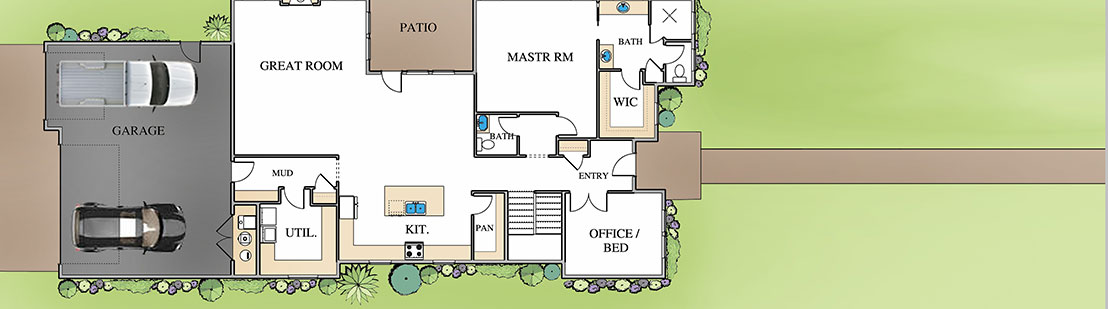 PATIO
GREAT ROOM
MASTR RM
BATH
WIC
GARAGE
BATH
MUD
ENTRY
UTIL.
KIT.
PAN
OFFICE /
BED